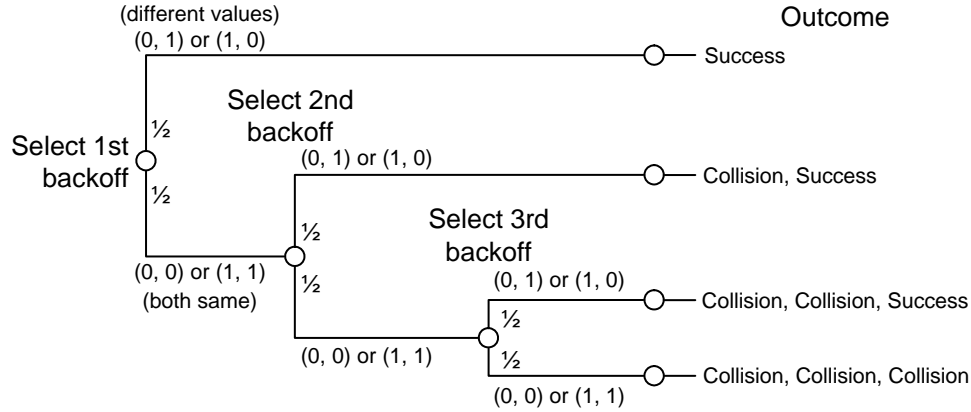 (different values)
(0, 1) or (1, 0)
Outcome
Success
½
Select 1st
backoff
½
(0, 0) or (1, 1)
(both same)
Select 2nd
backoff
(0, 1) or (1, 0)
Collision, Success
½
½
(0, 0) or (1, 1)
Select 3rd
backoff
(0, 1) or (1, 0)
Collision, Collision, Success
½
½
(0, 0) or (1, 1)
Collision, Collision, Collision